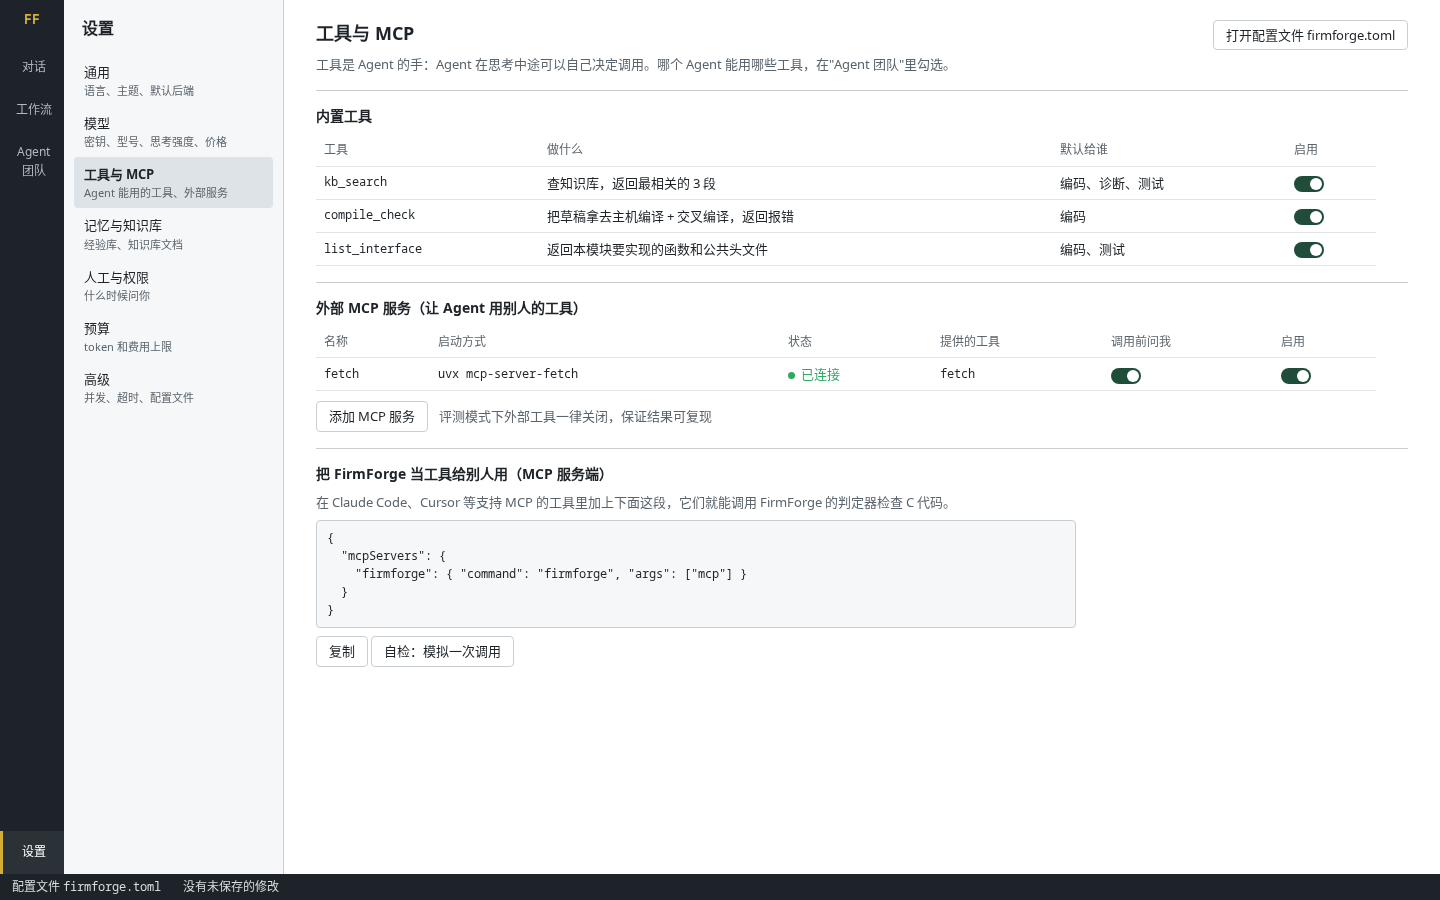 FF
对话
工作流
Agent
团队
设置
设置
通用
语言、主题、默认后端
模型
密钥、型号、思考强度、价格
工具与 MCP
Agent 能用的工具、外部服务
记忆与知识库
经验库、知识库文档
人工与权限
什么时候问你
预算
token 和费用上限
高级
并发、超时、配置文件
工具与 MCP
打开配置文件 firmforge.toml
工具是 Agent 的手：Agent 在思考中途可以自己决定调用。哪个 Agent 能用哪些工具，在"Agent 团队"里勾选。
内置工具
工具 做什么 默认给谁 启用
kb_search 查知识库，返回最相关的 3 段 编码、诊断、测试
compile_check 把草稿拿去主机编译 + 交叉编译，返回报错 编码
list_interface 返回本模块要实现的函数和公共头文件 编码、测试
外部 MCP 服务（让 Agent 用别人的工具）
名称 启动方式 状态 提供的工具 调用前问我 启用
fetch uvx mcp-server-fetch 已连接 fetch
添加 MCP 服务 评测模式下外部工具一律关闭，保证结果可复现
把 FirmForge 当工具给别人用（MCP 服务端）
在 Claude Code、Cursor 等支持 MCP 的工具里加上下面这段，它们就能调用 FirmForge 的判定器检查 C 代码。
{
  "mcpServers": {
    "firmforge": { "command": "firmforge", "args": ["mcp"] }
  }
}
复制 自检：模拟一次调用
配置文件 firmforge.toml 没有未保存的修改